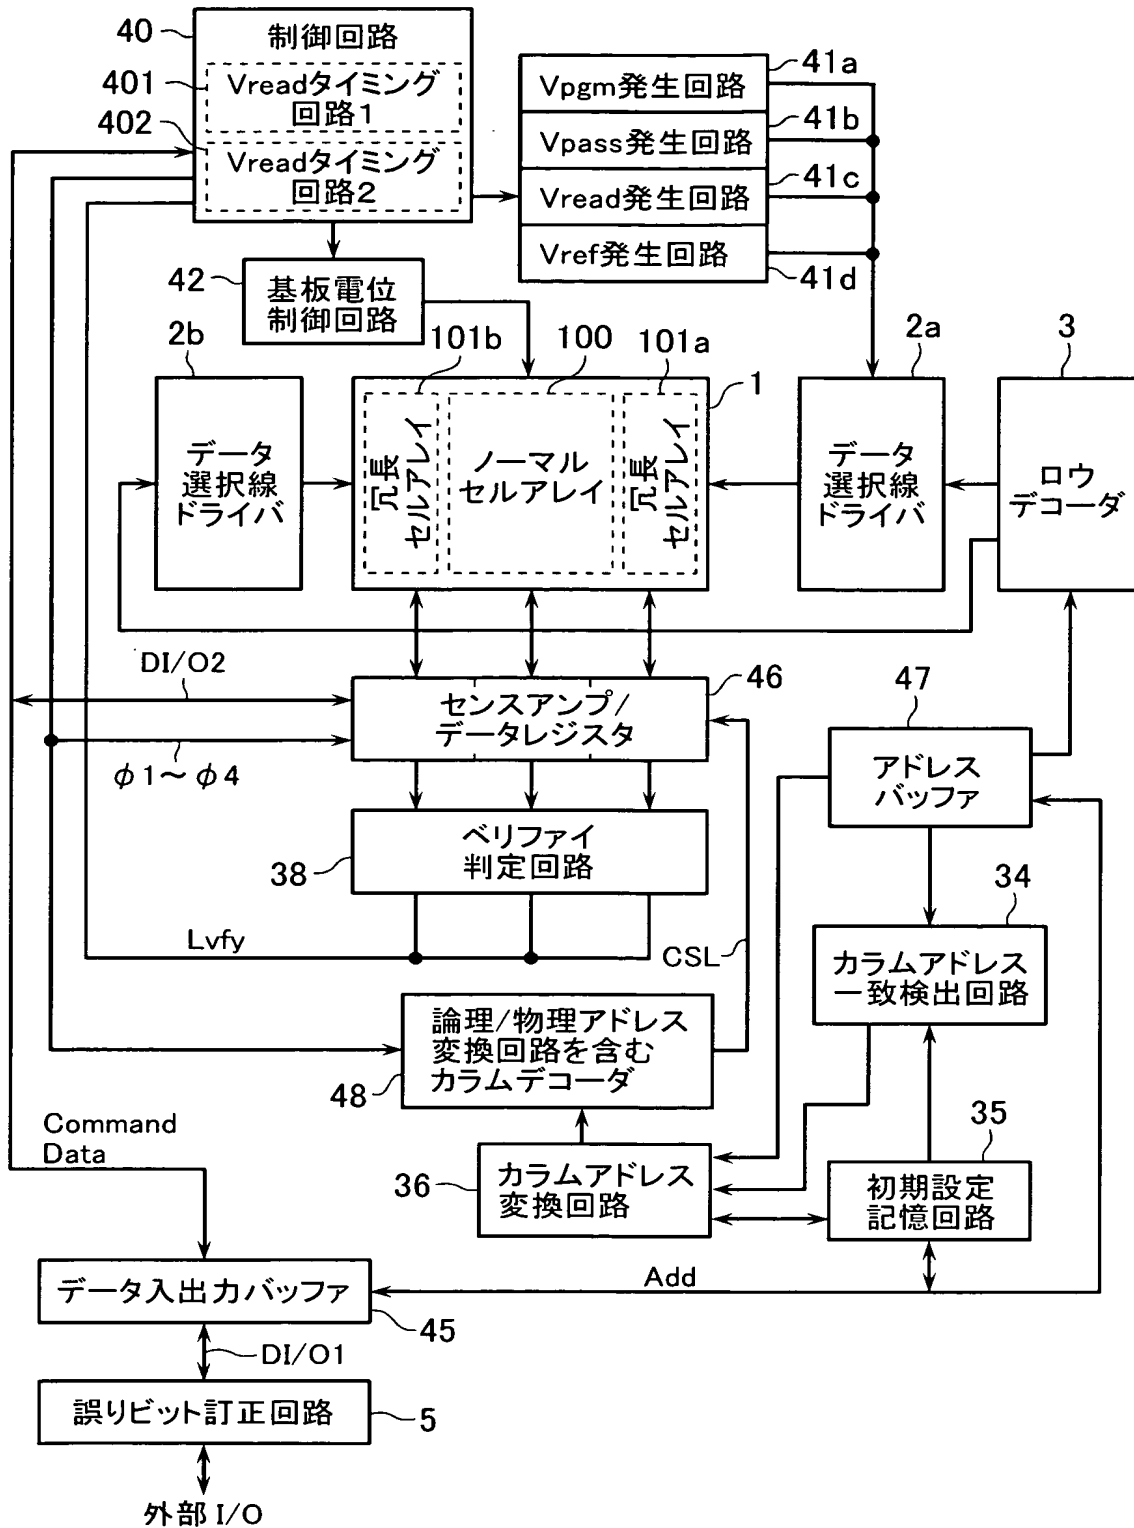 40
制御回路
401
Vreadタイミング
回路1
402
Vreadタイミング
回路2
Vpgm発生回路
41a
Vpass発生回路
41b
Vread発生回路
41c
Vref発生回路
41d
42
基板電位
制御回路
2b
データ
選択線
ドライバ
101b
100
101a
1
冗長
セルアレイ
ノーマル
セルアレイ
冗長
セルアレイ
2a
データ
選択線
ドライバ
3
ロウ
デコーダ
DI/O2
センスアンプ/
データレジスタ
46
φ1～φ4
47
アドレス
バッファ
ベリファイ
判定回路
38
Lvfy
CSL
34
カラムアドレス
一致検出回路
論理/物理アドレス
変換回路を含む
カラムデコーダ
48
Command
Data
カラムアドレス
変換回路
36
35
初期設定
記憶回路
Add
データ入出力バッファ
45
DI/O1
誤りビット訂正回路
5
外部I/O